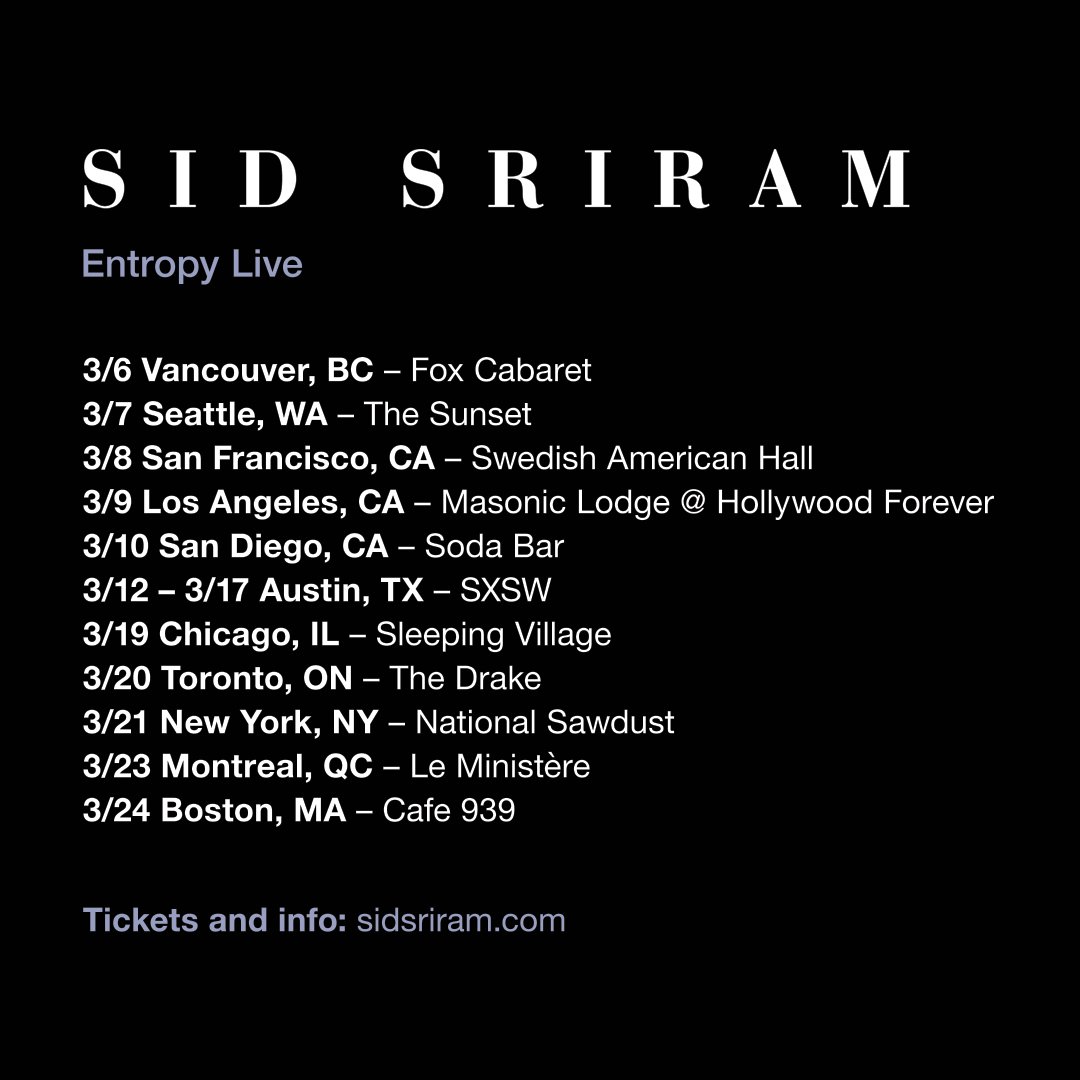 SID SRIRAM
Entropy Live
3/6 Vancouver, BC – Fox Cabaret
3/7 Seattle, WA – The Sunset
3/8 San Francisco, CA – Swedish American Hall
3/9 Los Angeles, CA – Masonic Lodge @ Hollywood Forever
3/10 San Diego, CA – Soda Bar
3/12 – 3/17 Austin, TX – SXSW
3/19 Chicago, IL – Sleeping Village
3/20 Toronto, ON – The Drake
3/21 New York, NY – National Sawdust
3/23 Montreal, QC – Le Ministère
3/24 Boston, MA – Cafe 939
Tickets and info: sidsriram.com